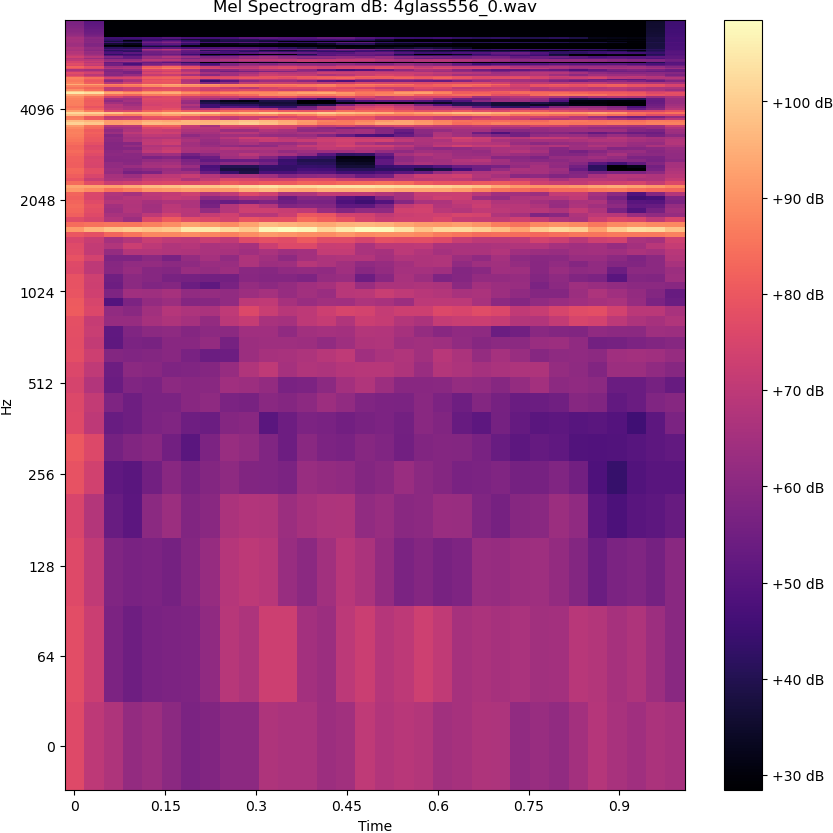 Mel Spectrogram dB: 4glass556_0.wav
Hz
4096
2048
1024
512
256
128
64
0
0
0.15
0.3
0.45
0.6
0.75
0.9
Time
+100 dB
+90 dB
+80 dB
+70 dB
+60 dB
+50 dB
+40 dB
+30 dB